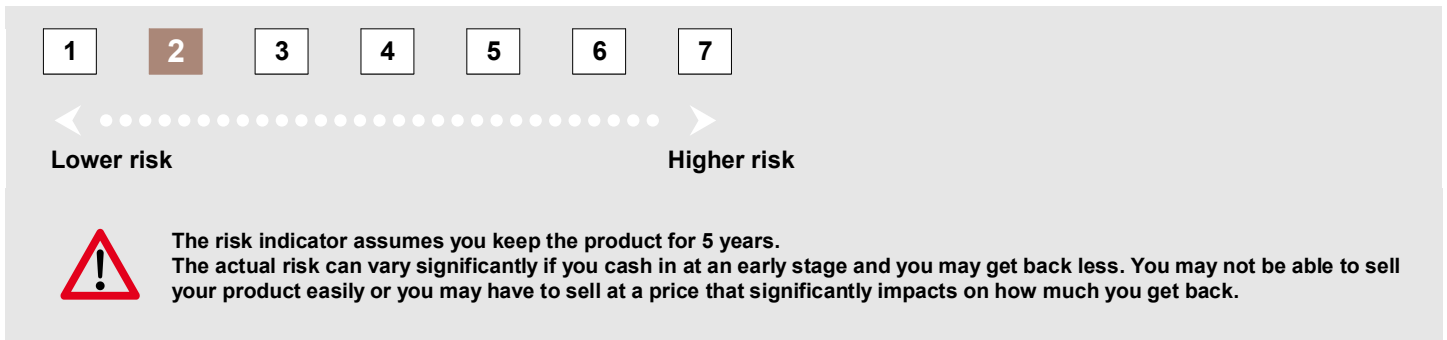 1 2 3 4 5 6 7
Lower risk Higher risk
The risk indicator assumes you keep the product for 5 years.
The actual risk can vary significantly if you cash in at an early stage and you may get back less. You may not be able to sell
your product easily or you may have to sell at a price that significantly impacts on how much you get back.